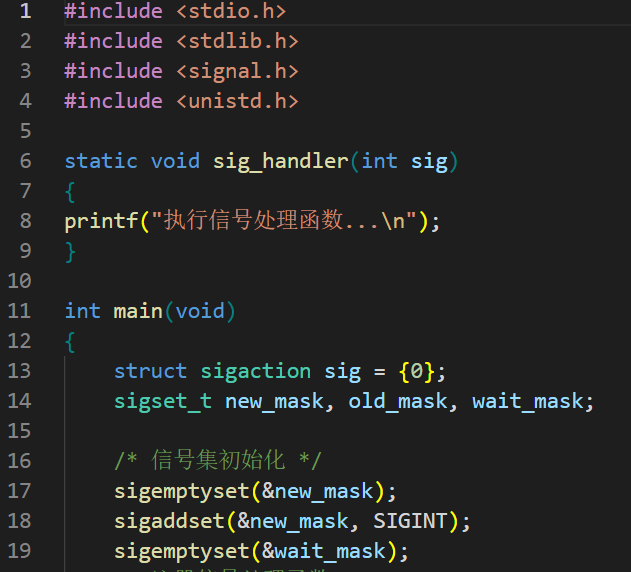 1 #include <stdio.h>
2 #include <stdlib.h>
3 #include <signal.h>
4 #include <unistd.h>
5
6 static void sig_handler(int sig)
7 {
8 printf("执行信号处理函数...\n");
9 }
10
11 int main(void)
12 {
13 struct sigaction sig = {0};
14 sigset_t new_mask, old_mask, wait_mask;
15
16 /* 信号集初始化 */
17 sigemptyset(&new_mask);
18 sigaddset(&new_mask, SIGINT);
19 sigemptyset(&wait_mask);